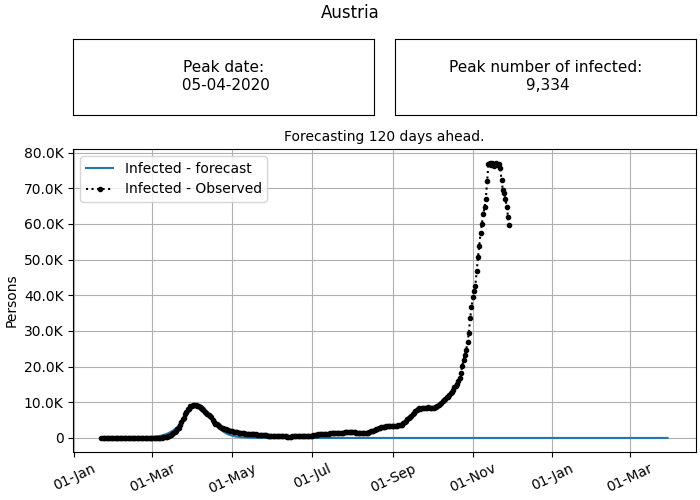 Austria
Peak date:
05-04-2020
Peak number of infected:
9,334
Forecasting 120 days ahead.
Infected - forecast
Infected - Observed
80.0K
70.0K
60.0K
50.0K
40.0K
30.0K
20.0K
10.0K
0
Persons
01-Jan
01-Mar
01-May
01-Jul
01-Sep
01-Nov
01-Jan
01-Mar